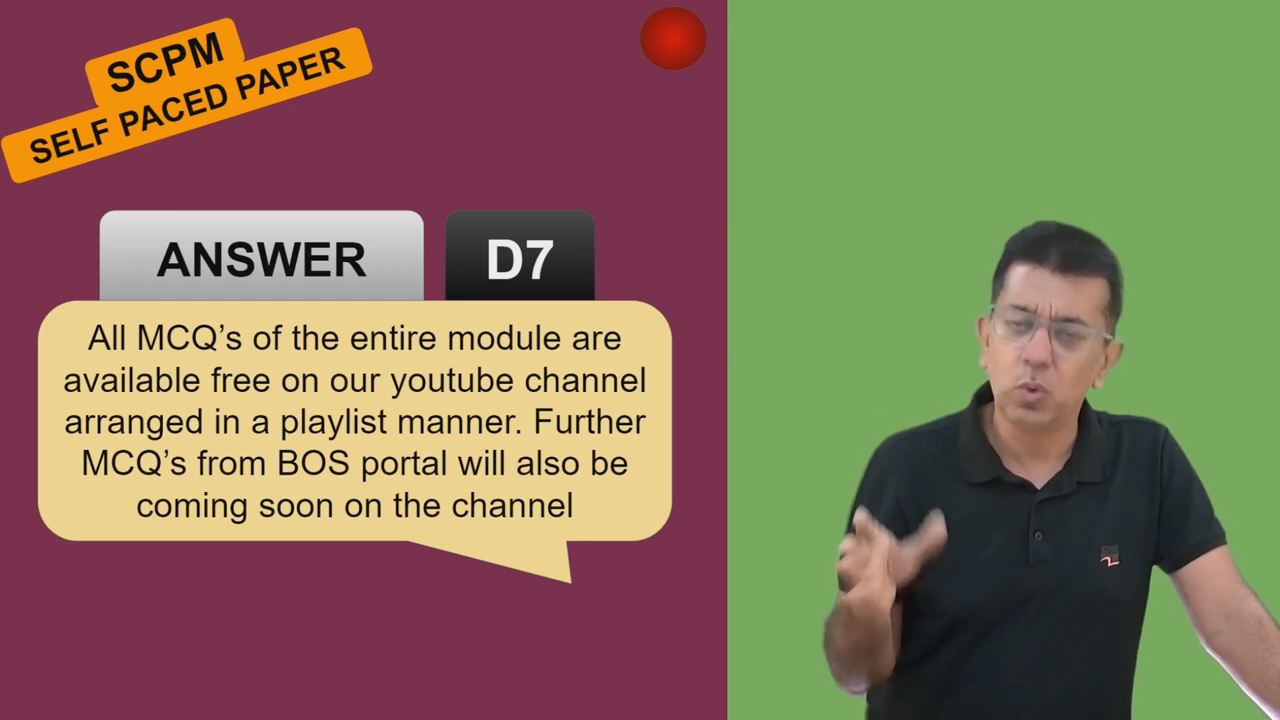 SCPM
SELF PACED PAPER
ANSWER
D7
All MCQ’s of the entire module are
available free on our youtube channel
arranged in a playlist manner. Further
MCQ’s from BOS portal will also be
coming soon on the channel